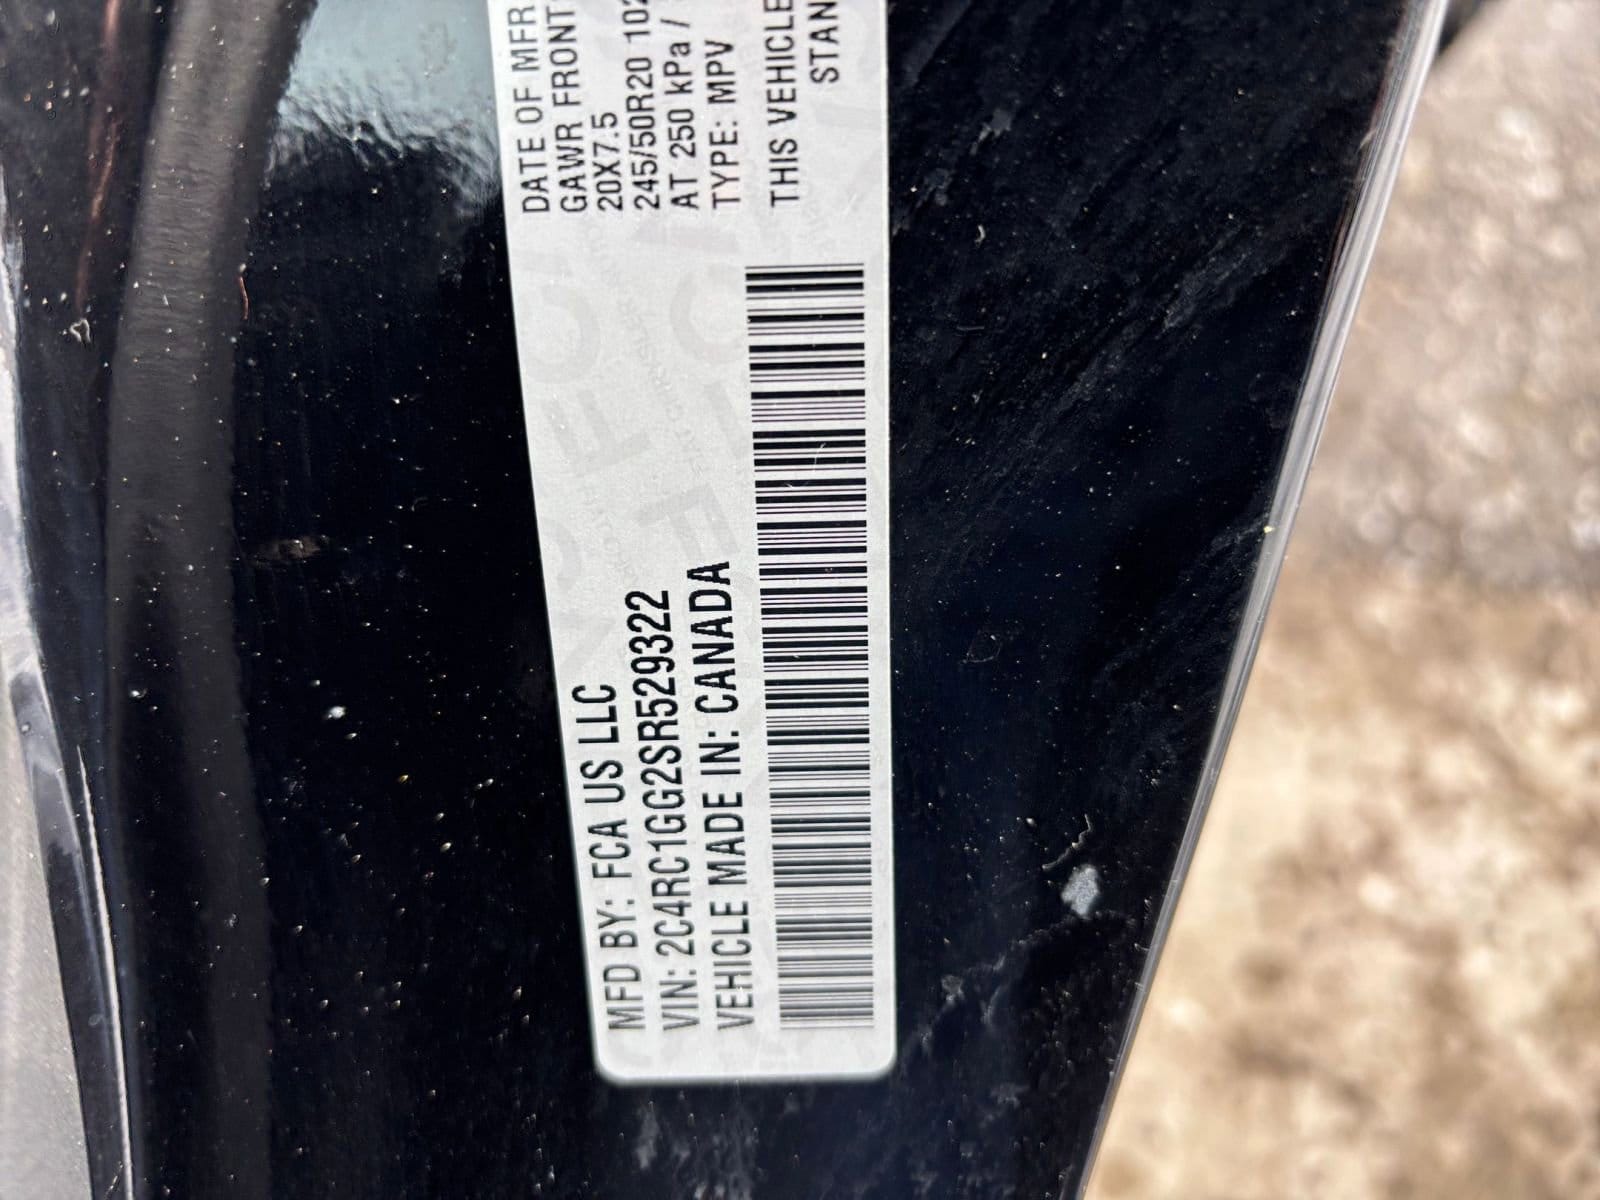 MFD BY: FCA US LLC
VIN: 2C4RC1GG2SR529322
VEHICLE MADE IN: CANADA
DATE OF MFR
GAWR FRONT
20X7.5
245/50R20 102
AT 250 kPa /
TYPE: MPV
THIS VEHICLE
STAN